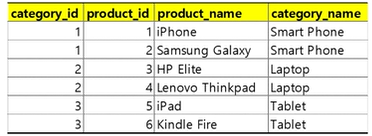 category_id product_id product_name category_name
1 1 iPhone Smart Phone
1 2 Samsung Galaxy Smart Phone
2 3 HP Elite Laptop
2 4 Lenovo Thinkpad Laptop
3 5 iPad Tablet
3 6 Kindle Fire Tablet